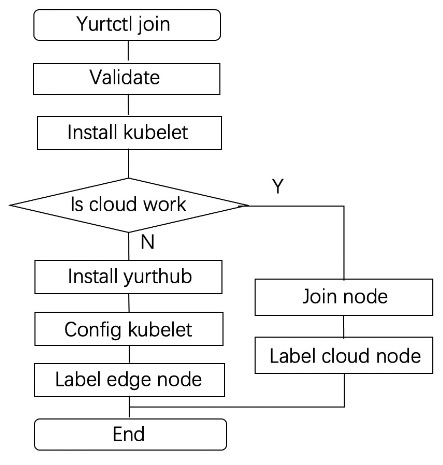 Yurtctl join
Validate
Install kubelet
Is cloud work
Y
N
Install yurthub
Join node
Config kubelet
Label cloud node
Label edge node
End